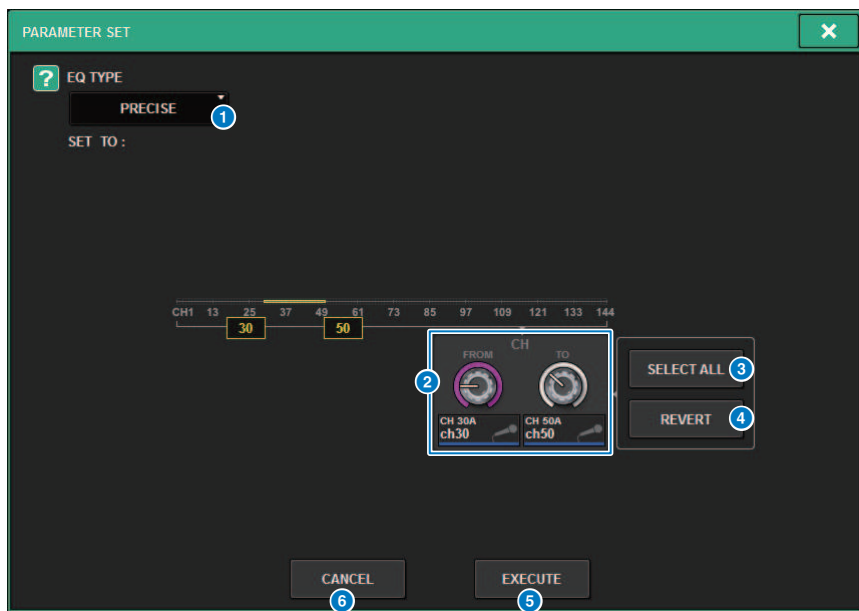 PARAMETER SET
?
EQ TYPE
PRECISE
1
SET TO :
CH1 13 25 37 49 61 73 85 97 109 121 133 144
30 50
CH
FROM TO
2
CH 30A
ch30
CH 50A
ch50
SELECT ALL
3
REVERT
4
CANCEL
6
EXECUTE
5